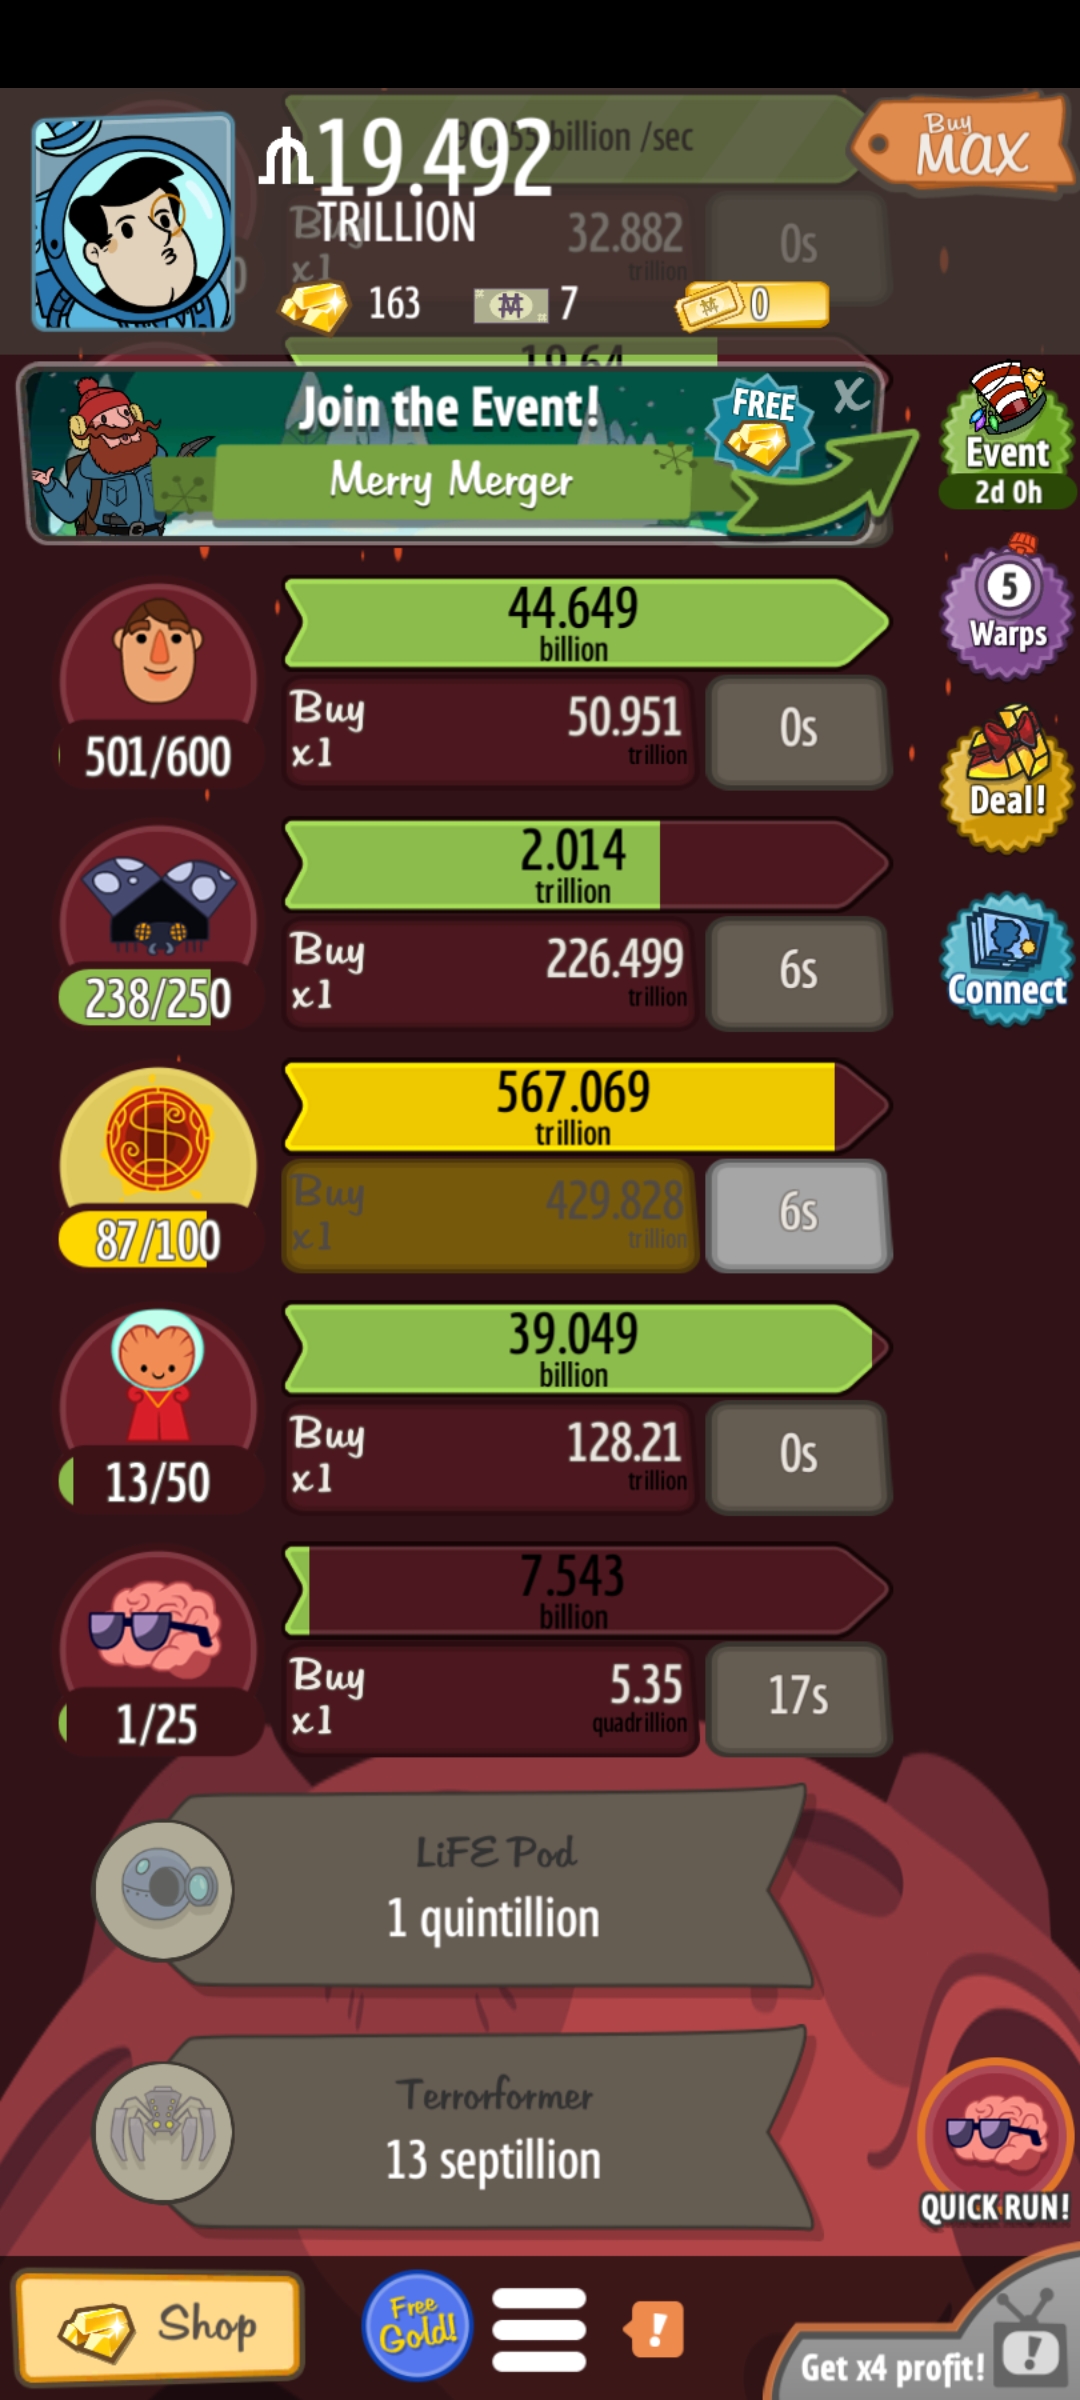 19.492
TRILLION
billion /sec
Buy
MAX
Buy
x1
32.882
trillion
0s
163
7
0
19.64
Join the Event!
Merry Merger
FREE
X
Event
2d 0h
44.649
billion
Buy
x1
50.951
trillion
0s
501/600
5
Warps
2.014
trillion
Buy
x1
226.499
trillion
6s
238/250
Deal!
Connect
567.069
trillion
Buy
x1
429.828
trillion
6s
87/100
39.049
billion
Buy
x1
128.21
trillion
0s
13/50
7.543
billion
Buy
x1
5.35
quadrillion
17s
1/25
LiFE Pod
1 quintillion
Terrorformer
13 septillion
QUICK RUN!
Shop
Free
Gold!
!
Get x4 profit!
!